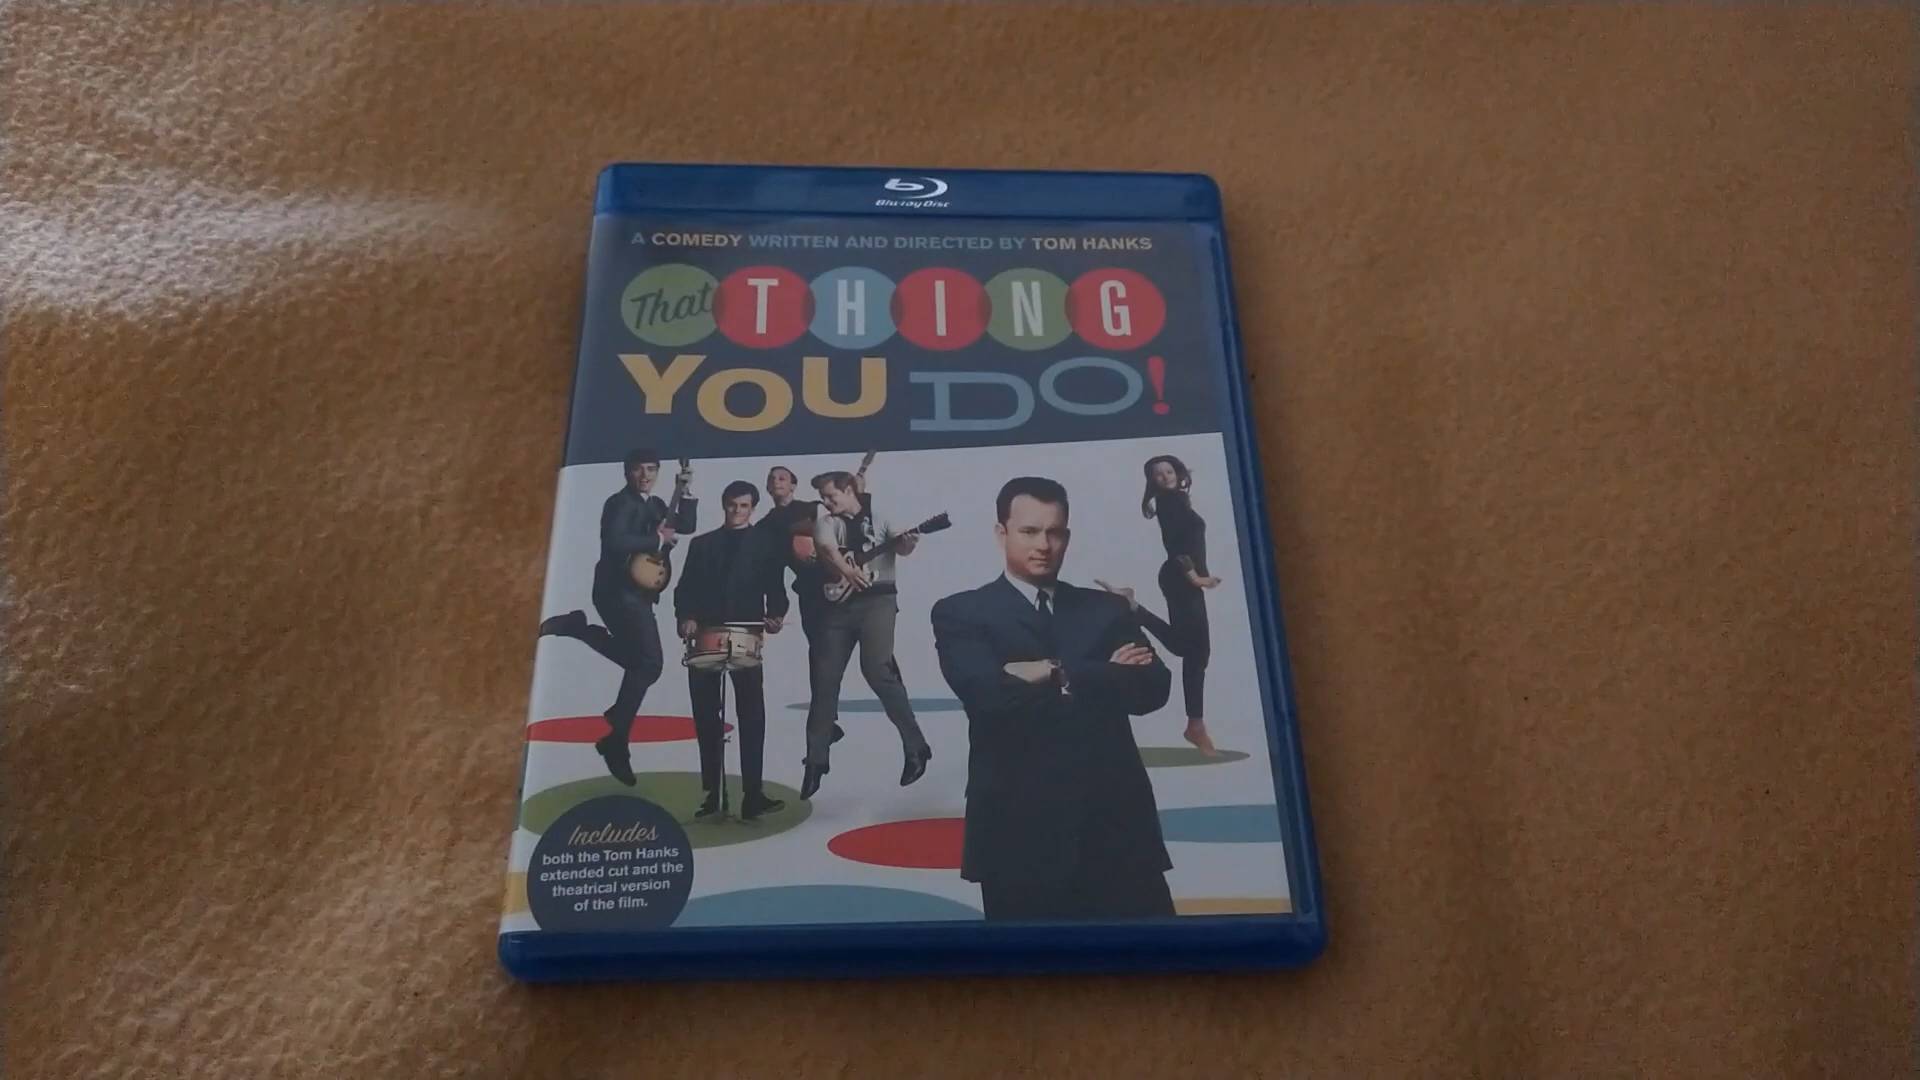 Blu-ray Disc
A COMEDY WRITTEN AND DIRECTED BY TOM HANKS
That THING
YOU DO!
Includes
both the Tom Hanks
extended cut and the
theatrical version
of the film.